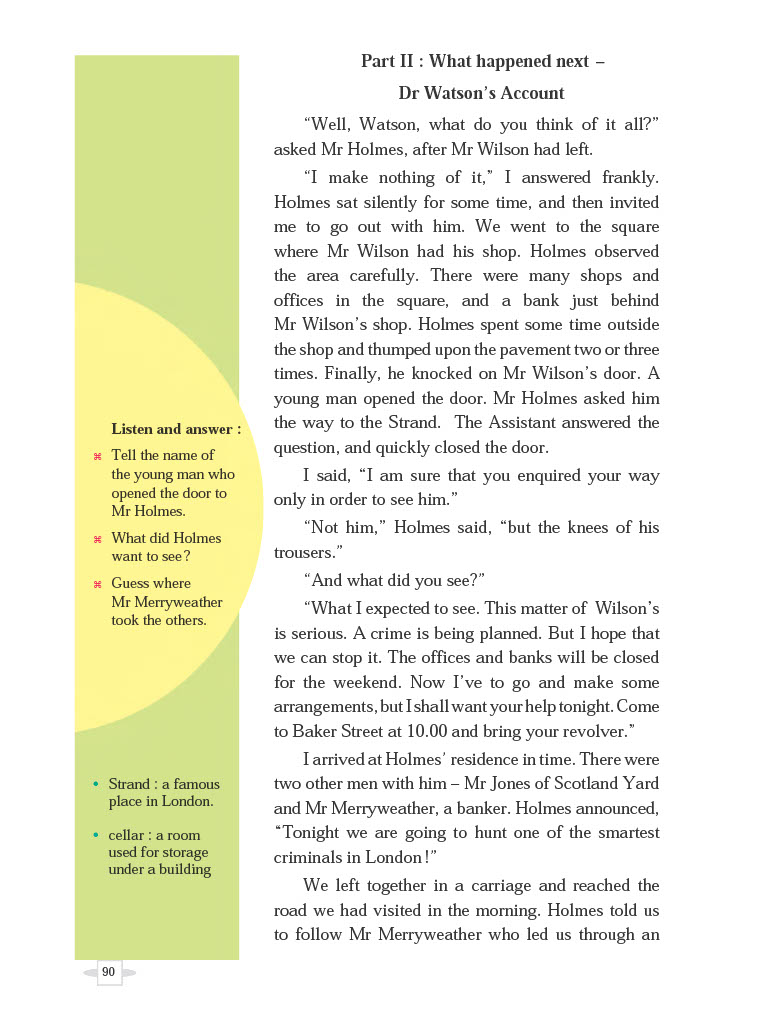 Part II : What happened next –
Dr Watson's Account
“Well, Watson, what do you think of it all?”
asked Mr Holmes, after Mr Wilson had left.
“I make nothing of it,” I answered frankly.
Holmes sat silently for some time, and then invited
me to go out with him. We went to the square
where Mr Wilson had his shop. Holmes observed
the area carefully. There were many shops and
offices in the square, and a bank just behind
Mr Wilson’s shop. Holmes spent some time outside
the shop and thumped upon the pavement two or three
times. Finally, he knocked on Mr Wilson’s door. A
young man opened the door. Mr Holmes asked him
the way to the Strand. The Assistant answered the
question, and quickly closed the door.
I said, “I am sure that you enquired your way
only in order to see him.”
“Not him,” Holmes said, “but the knees of his
trousers.”
“And what did you see?”
“What I expected to see. This matter of Wilson’s
is serious. A crime is being planned. But I hope that
we can stop it. The offices and banks will be closed
for the weekend. Now I’ve to go and make some
arrangements, but I shall want your help tonight. Come
to Baker Street at 10.00 and bring your revolver.”
I arrived at Holmes’ residence in time. There were
two other men with him – Mr Jones of Scotland Yard
and Mr Merryweather, a banker. Holmes announced,
“Tonight we are going to hunt one of the smartest
criminals in London!”
We left together in a carriage and reached the
road we had visited in the morning. Holmes told us
to follow Mr Merryweather who led us through an
Listen and answer :
⌘ Tell the name of
the young man who
opened the door to
Mr Holmes.
⌘ What did Holmes
want to see?
⌘ Guess where
Mr Merryweather
took the others.
• Strand : a famous
place in London.
• cellar : a room
used for storage
under a building
90